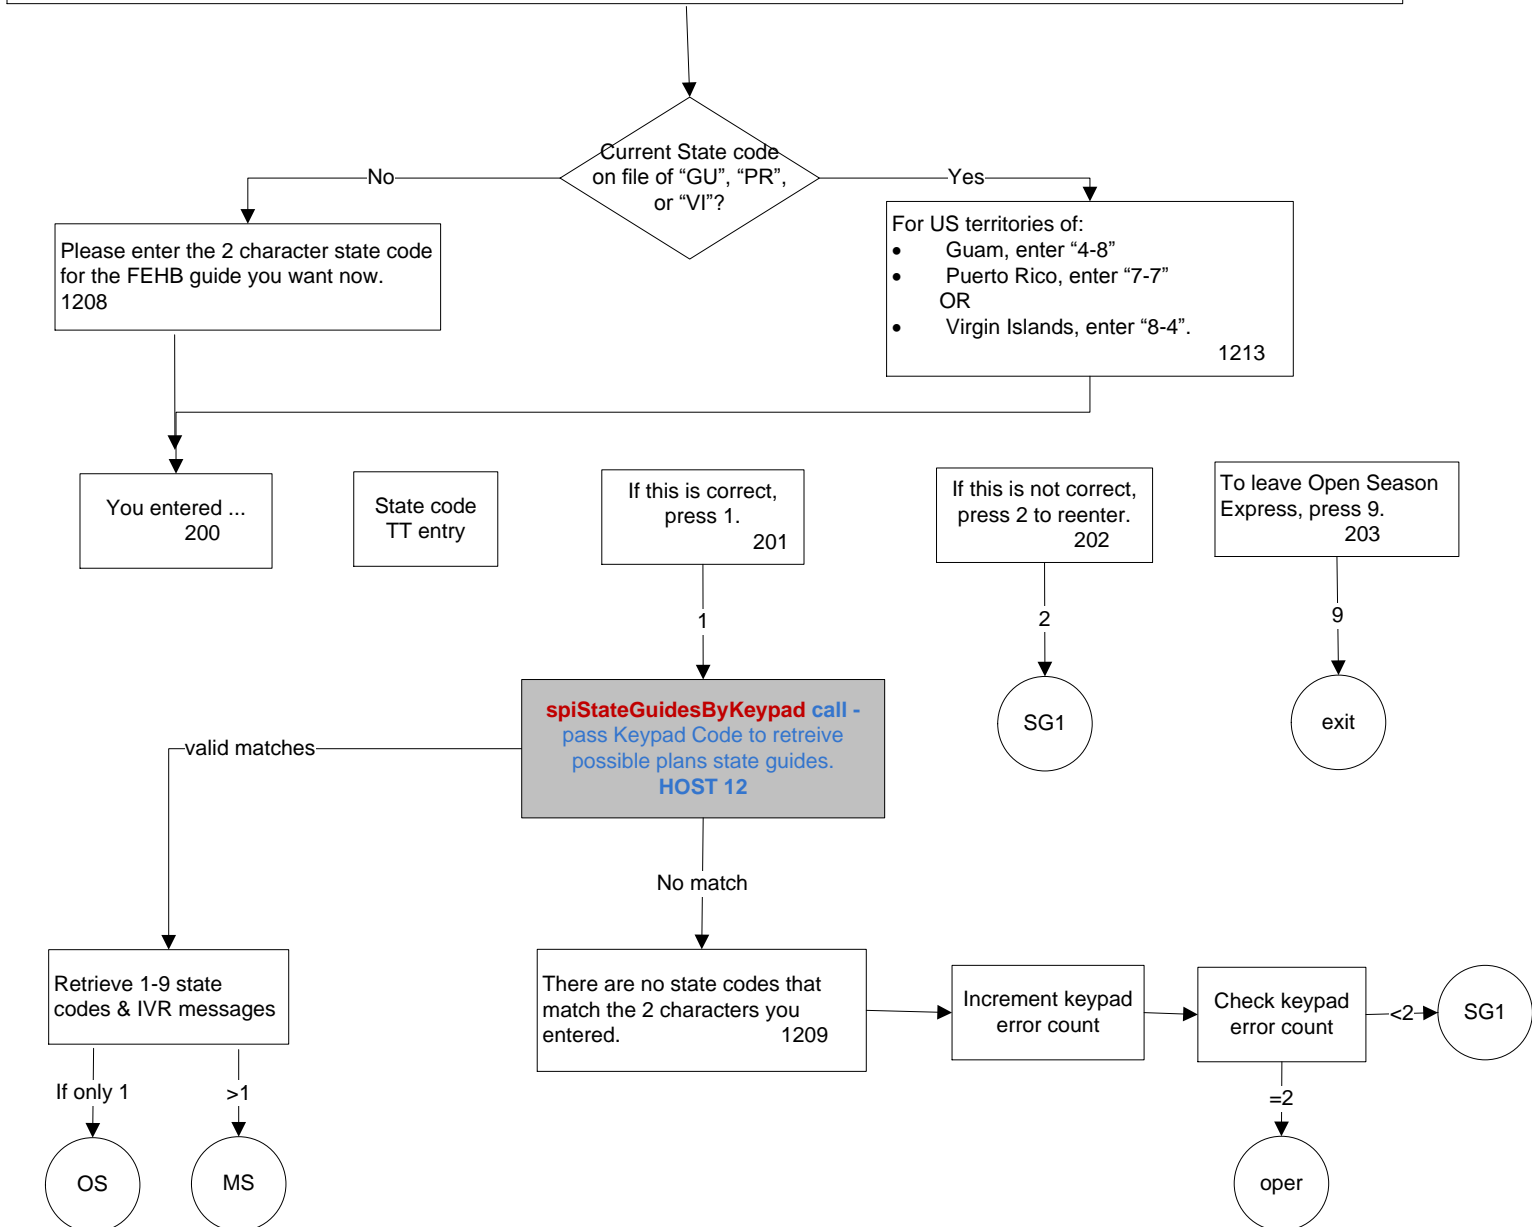 Current State code
on file of “GU”, “PR”,
or “VI”?
No
Yes
Please enter the 2 character state code
for the FEHB guide you want now.
1208
For US territories of:
• Guam, enter “4-8”
• Puerto Rico, enter “7-7”
OR
• Virgin Islands, enter “8-4”.
1213
You entered ...
200
State code
TT entry
If this is correct,
press 1.
201
If this is not correct,
press 2 to reenter.
202
To leave Open Season
Express, press 9.
203
1
2
9
spiStateGuidesByKeypad call -
pass Keypad Code to retreive
possible plans state guides.
HOST 12
SG1
exit
valid matches
No match
Retrieve 1-9 state
codes & IVR messages
There are no state codes that
match the 2 characters you
entered. 1209
Increment keypad
error count
Check keypad
error count
<2
SG1
If only 1
>1
=2
OS
MS
oper